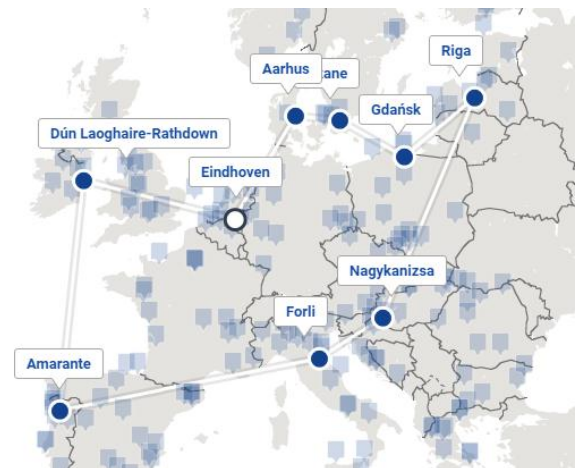 Riga
Aarhus
Gdańsk
Dún Laoghaire-Rathdown
Eindhoven
Nagykanizsa
Forli
Amarante